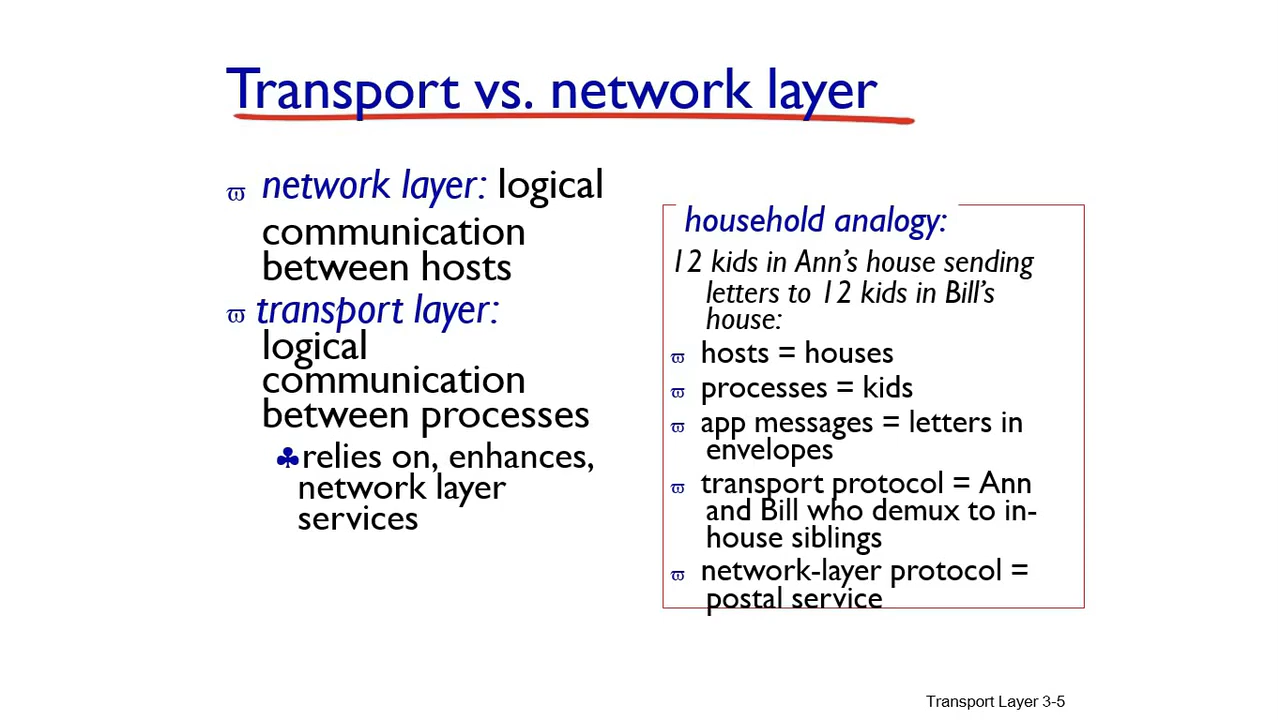 Transport vs. network layer
ϖ network layer: logical
communication
between hosts
ϖ transport layer:
logical
communication
between processes
♣relies on, enhances,
network layer
services
household analogy:
12 kids in Ann’s house sending
letters to 12 kids in Bill’s
house:
ϖ hosts = houses
ϖ processes = kids
ϖ app messages = letters in
envelopes
ϖ transport protocol = Ann
and Bill who demux to in-
house siblings
ϖ network-layer protocol =
postal service
Transport Layer 3-5